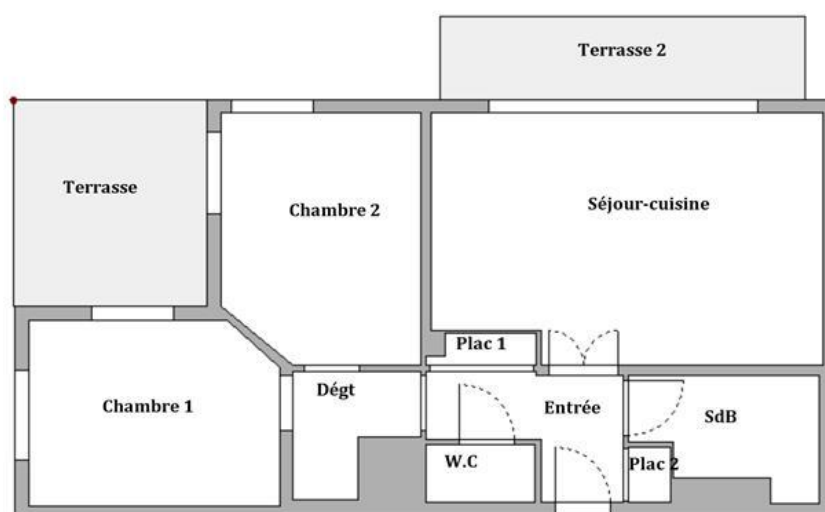 Terrasse 2
Terrasse
Chambre 2
Séjour-cuisine
Plac 1
Chambre 1
Dégt
Entrée
SdB
W.C
Plac 2